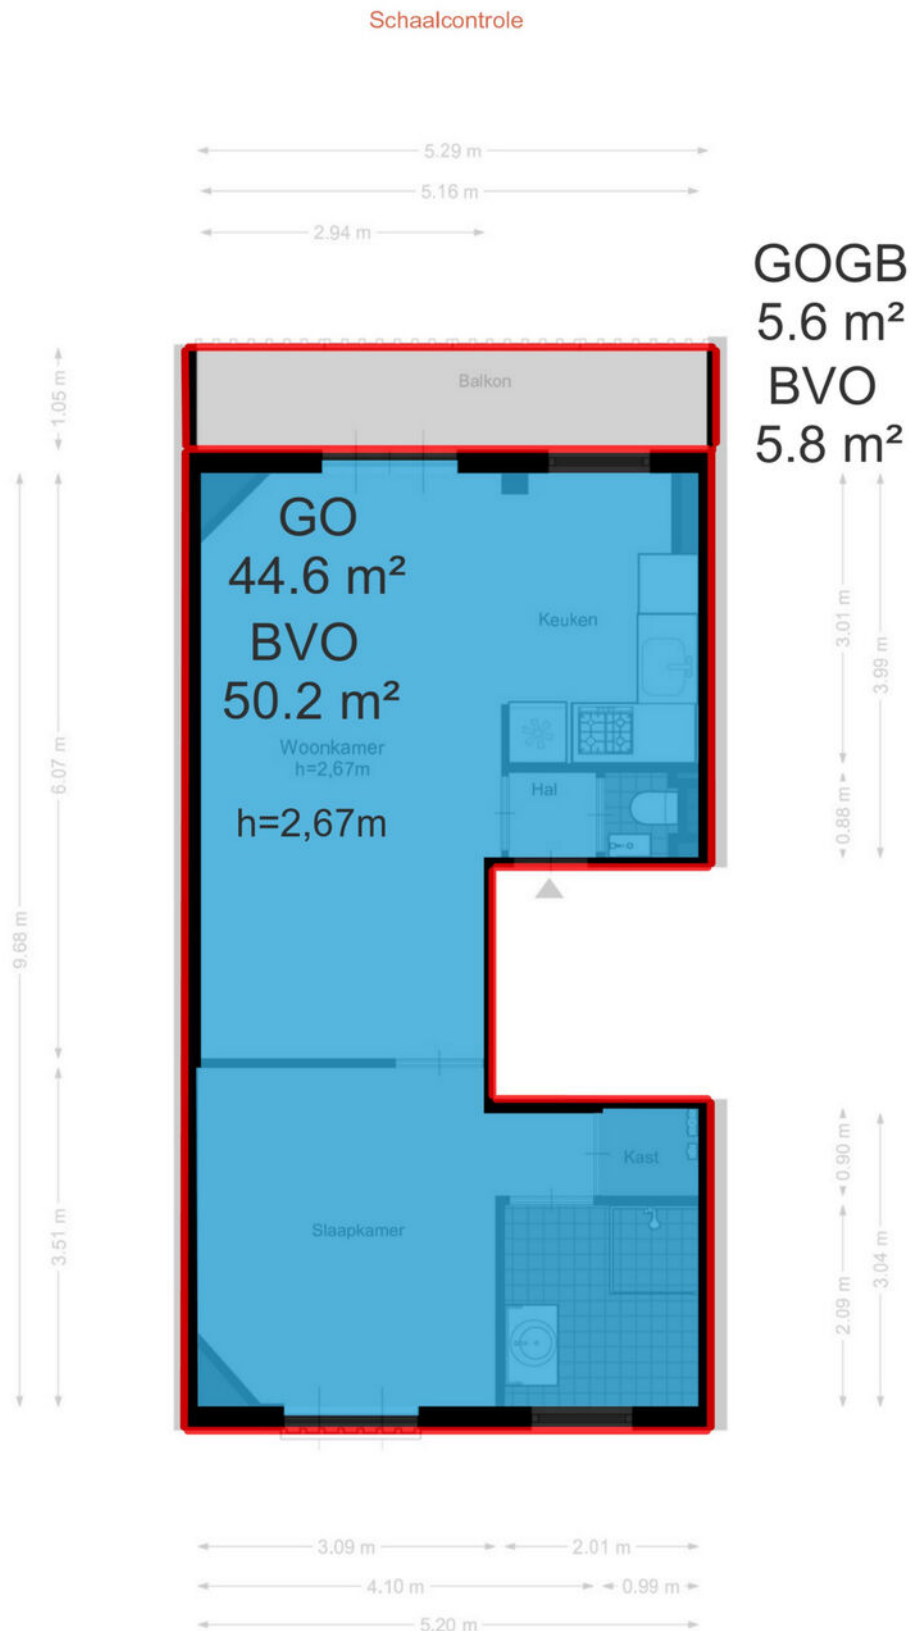 Schaalcontrole
5.29 m
5.16 m
2.94 m
GOGB
5.6 m²
BVO
5.8 m²
1.05 m
Balkon
GO
44.6 m²
BVO
50.2 m²
Keuken
3.01 m
3.99 m
Woonkamer
h=2,67m
6.07 m
Hal
h=2,67m
0.88 m
9.68 m
Kast
0.90 m
Slaapkamer
3.51 m
3.04 m
2.09 m
3.09 m
2.01 m
4.10 m
0.99 m
5.20 m